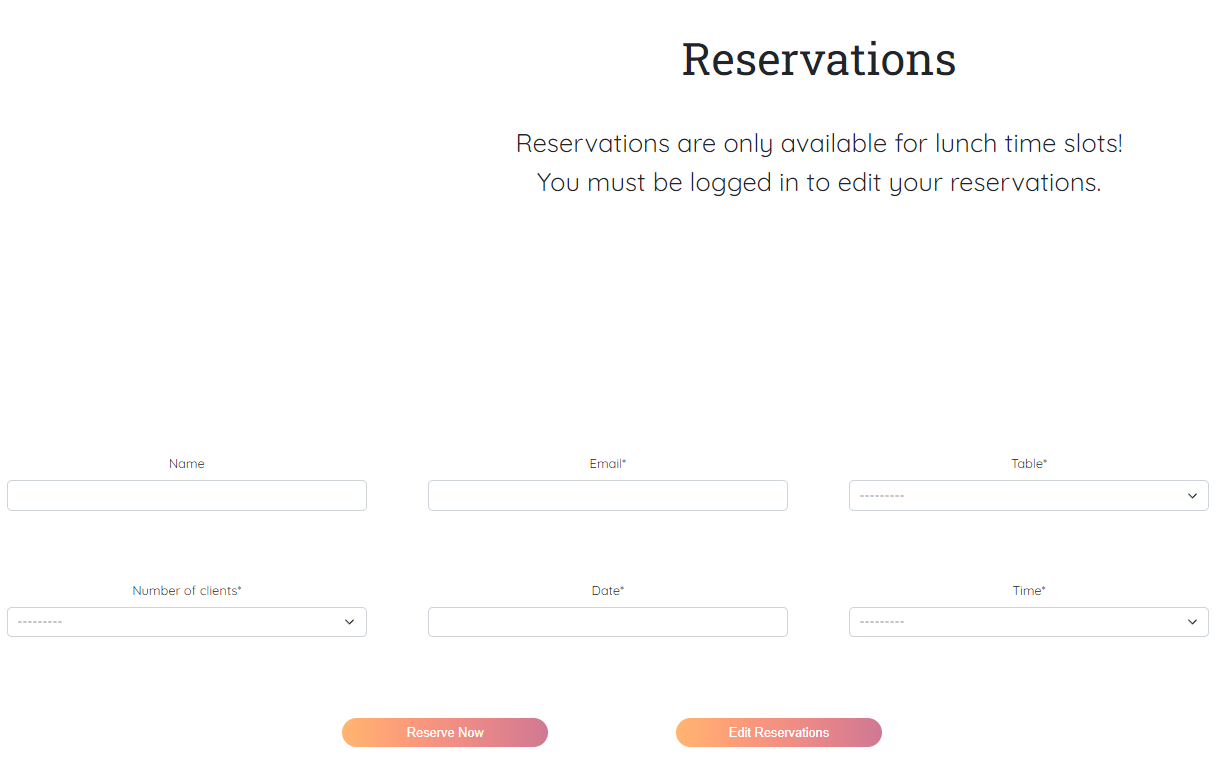 Reservations
Reservations are only available for lunch time slots!
You must be logged in to edit your reservations.
Name Email* Table*
---------
Number of clients* Date* Time*
--------- ---------
Reserve Now Edit Reservations